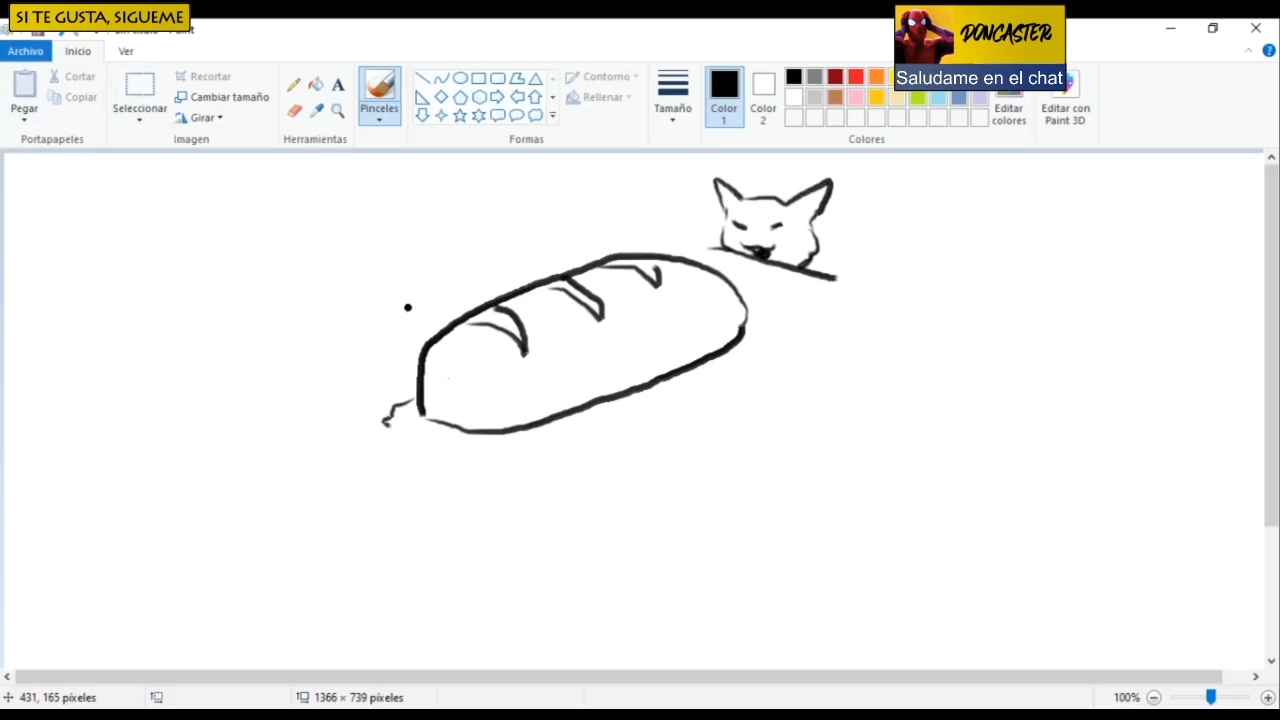 SI TE GUSTA, SIGUEME
DONCASTER
Saludame en el chat
Archivo
Inicio
Ver
Pegar
Cortar
Copiar
Portapapeles
Seleccionar
Recortar
Cambiar tamaño
Girar
Imagen
A
Herramientas
Pinceles
Contorno
Rellenar
Formas
Tamaño
Color
1
Color
2
Editar
colores
Editar con
Paint 3D
Colores
431, 165 píxeles
1366 × 739 píxeles
100%